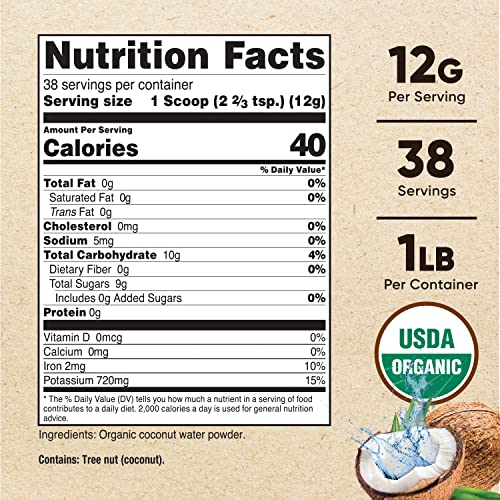 Nutrition Facts
38 servings per container
Serving size 1 Scoop (2 ⅔ tsp.) (12g)
Amount Per Serving
Calories 40
% Daily Value*
Total Fat 0g 0%
Saturated Fat 0g 0%
Trans Fat 0g
Cholesterol 0mg 0%
Sodium 5mg 0%
Total Carbohydrate 10g 4%
Dietary Fiber 0g 0%
Total Sugars 9g
Includes 0g Added Sugars 0%
Protein 0g
Vitamin D 0mcg 0%
Calcium 0mg 0%
Iron 2mg 10%
Potassium 720mg 15%
* The % Daily Value (DV) tells you how much a nutrient in a serving of food
contributes to a daily diet. 2,000 calories a day is used for general nutrition
advice.
Ingredients: Organic coconut water powder.
Contains: Tree nut (coconut).
12G
Per Serving
38
Servings
1LB
Per Container
USDA
ORGANIC